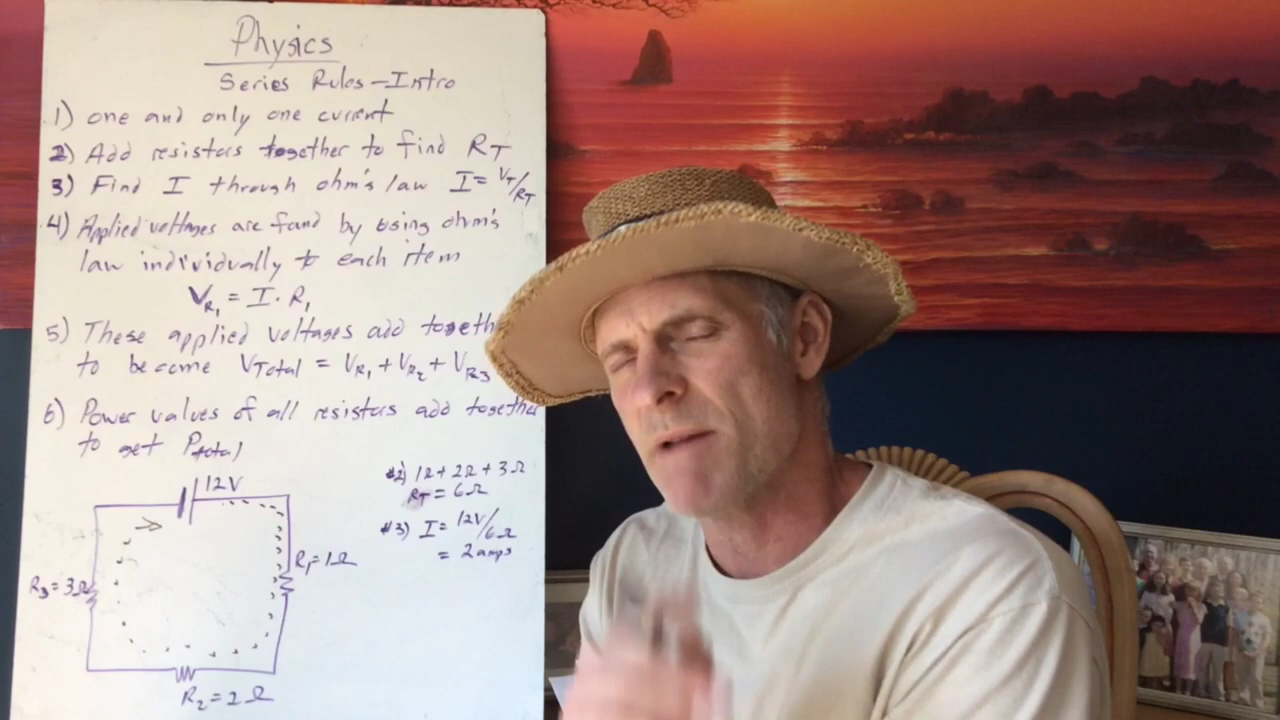 Physics
Series Rules - Intro
1) one and only one current
2) Add resistors together to find RT
3) Find I through ohm's law I = VT/RT
4) Applied voltages are found by using ohm's
law individually to each item
VR1 = I · R1
5) These applied voltages add togeth
to become VTotal = VR1 + VR2 + VR3
6) Power values of all resistors add together
to get Ptotal
#2) 1Ω + 2Ω + 3Ω
RT = 6Ω
#3) I = 12V/6Ω
= 2 amps
12V
R1 = 1Ω
R3 = 3Ω
R2 = 2Ω